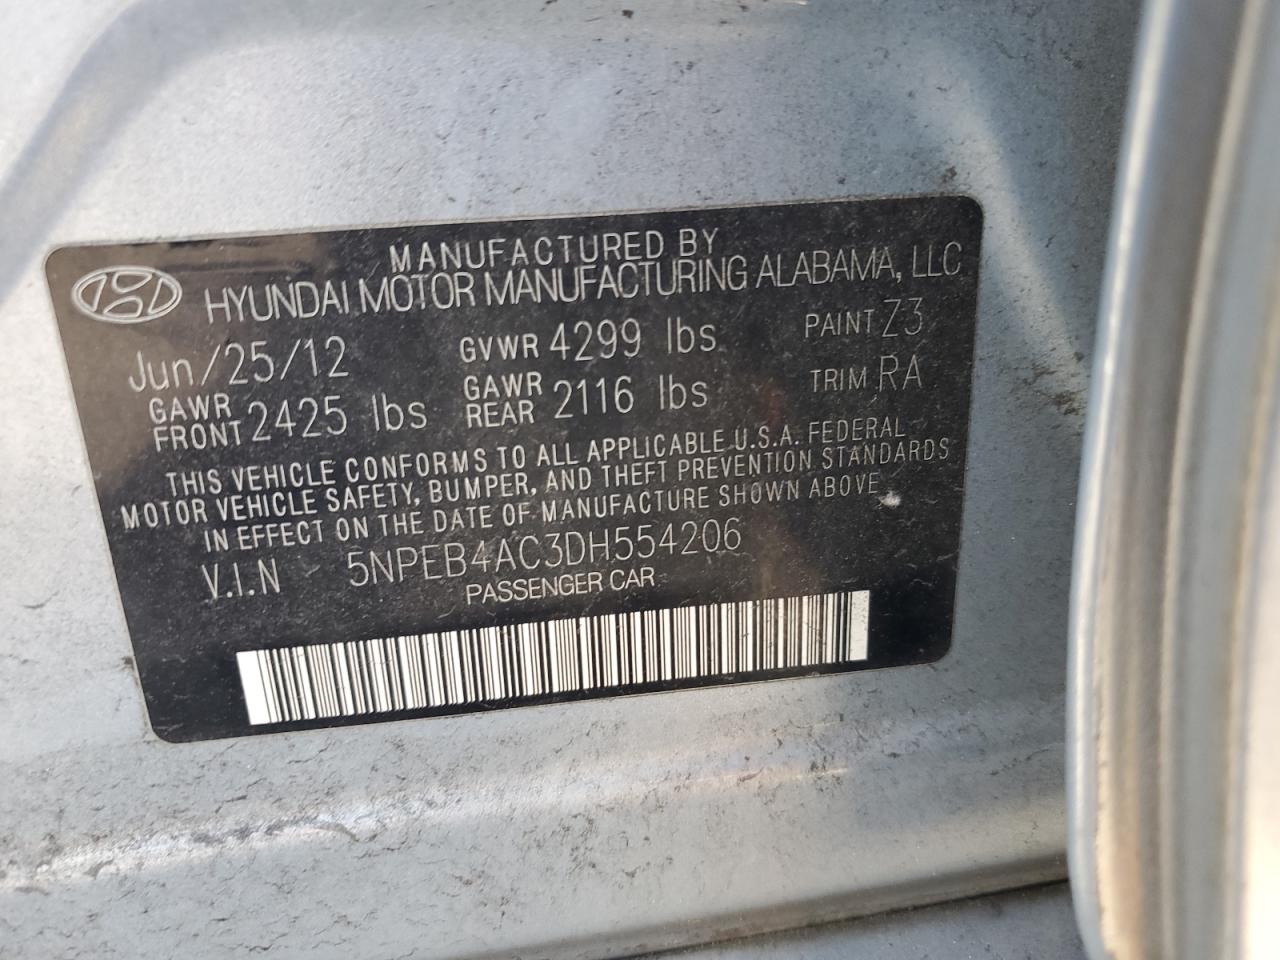 MANUFACTURED BY
HYUNDAI MOTOR MANUFACTURING ALABAMA, LLC
Jun/25/12 GVWR 4299 lbs PAINT Z3
GAWR FRONT 2425 lbs GAWR REAR 2116 lbs TRIM RA
THIS VEHICLE CONFORMS TO ALL APPLICABLE U.S.A. FEDERAL
MOTOR VEHICLE SAFETY, BUMPER, AND THEFT PREVENTION STANDARDS
IN EFFECT ON THE DATE OF MANUFACTURE SHOWN ABOVE
V.I.N 5NPEB4AC3DH554206
PASSENGER CAR